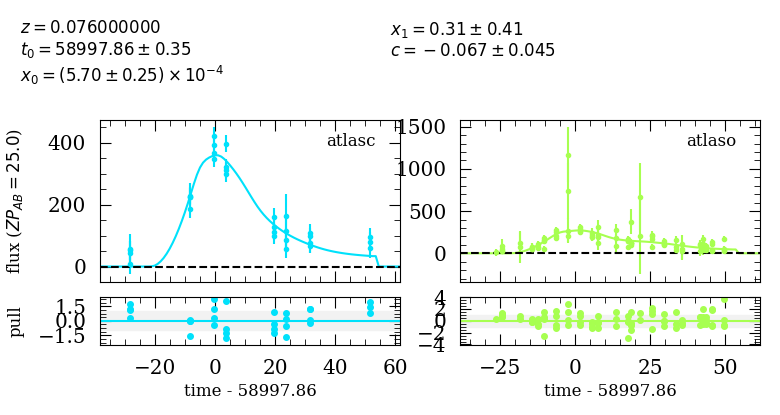 z = 0.076000000
t₀ = 58997.86 ± 0.35
x₀ = (5.70 ± 0.25) × 10⁻⁴
x₁ = 0.31 ± 0.41
c = −0.067 ± 0.045
flux (ZP_AB = 25.0)
400
200
0
atlasc
1500
1000
500
0
atlaso
pull
1.5
0.0
−1.5
4
2
0
−2
−4
−20 0 20 40 60
time - 58997.86
−25 0 25 50
time - 58997.86